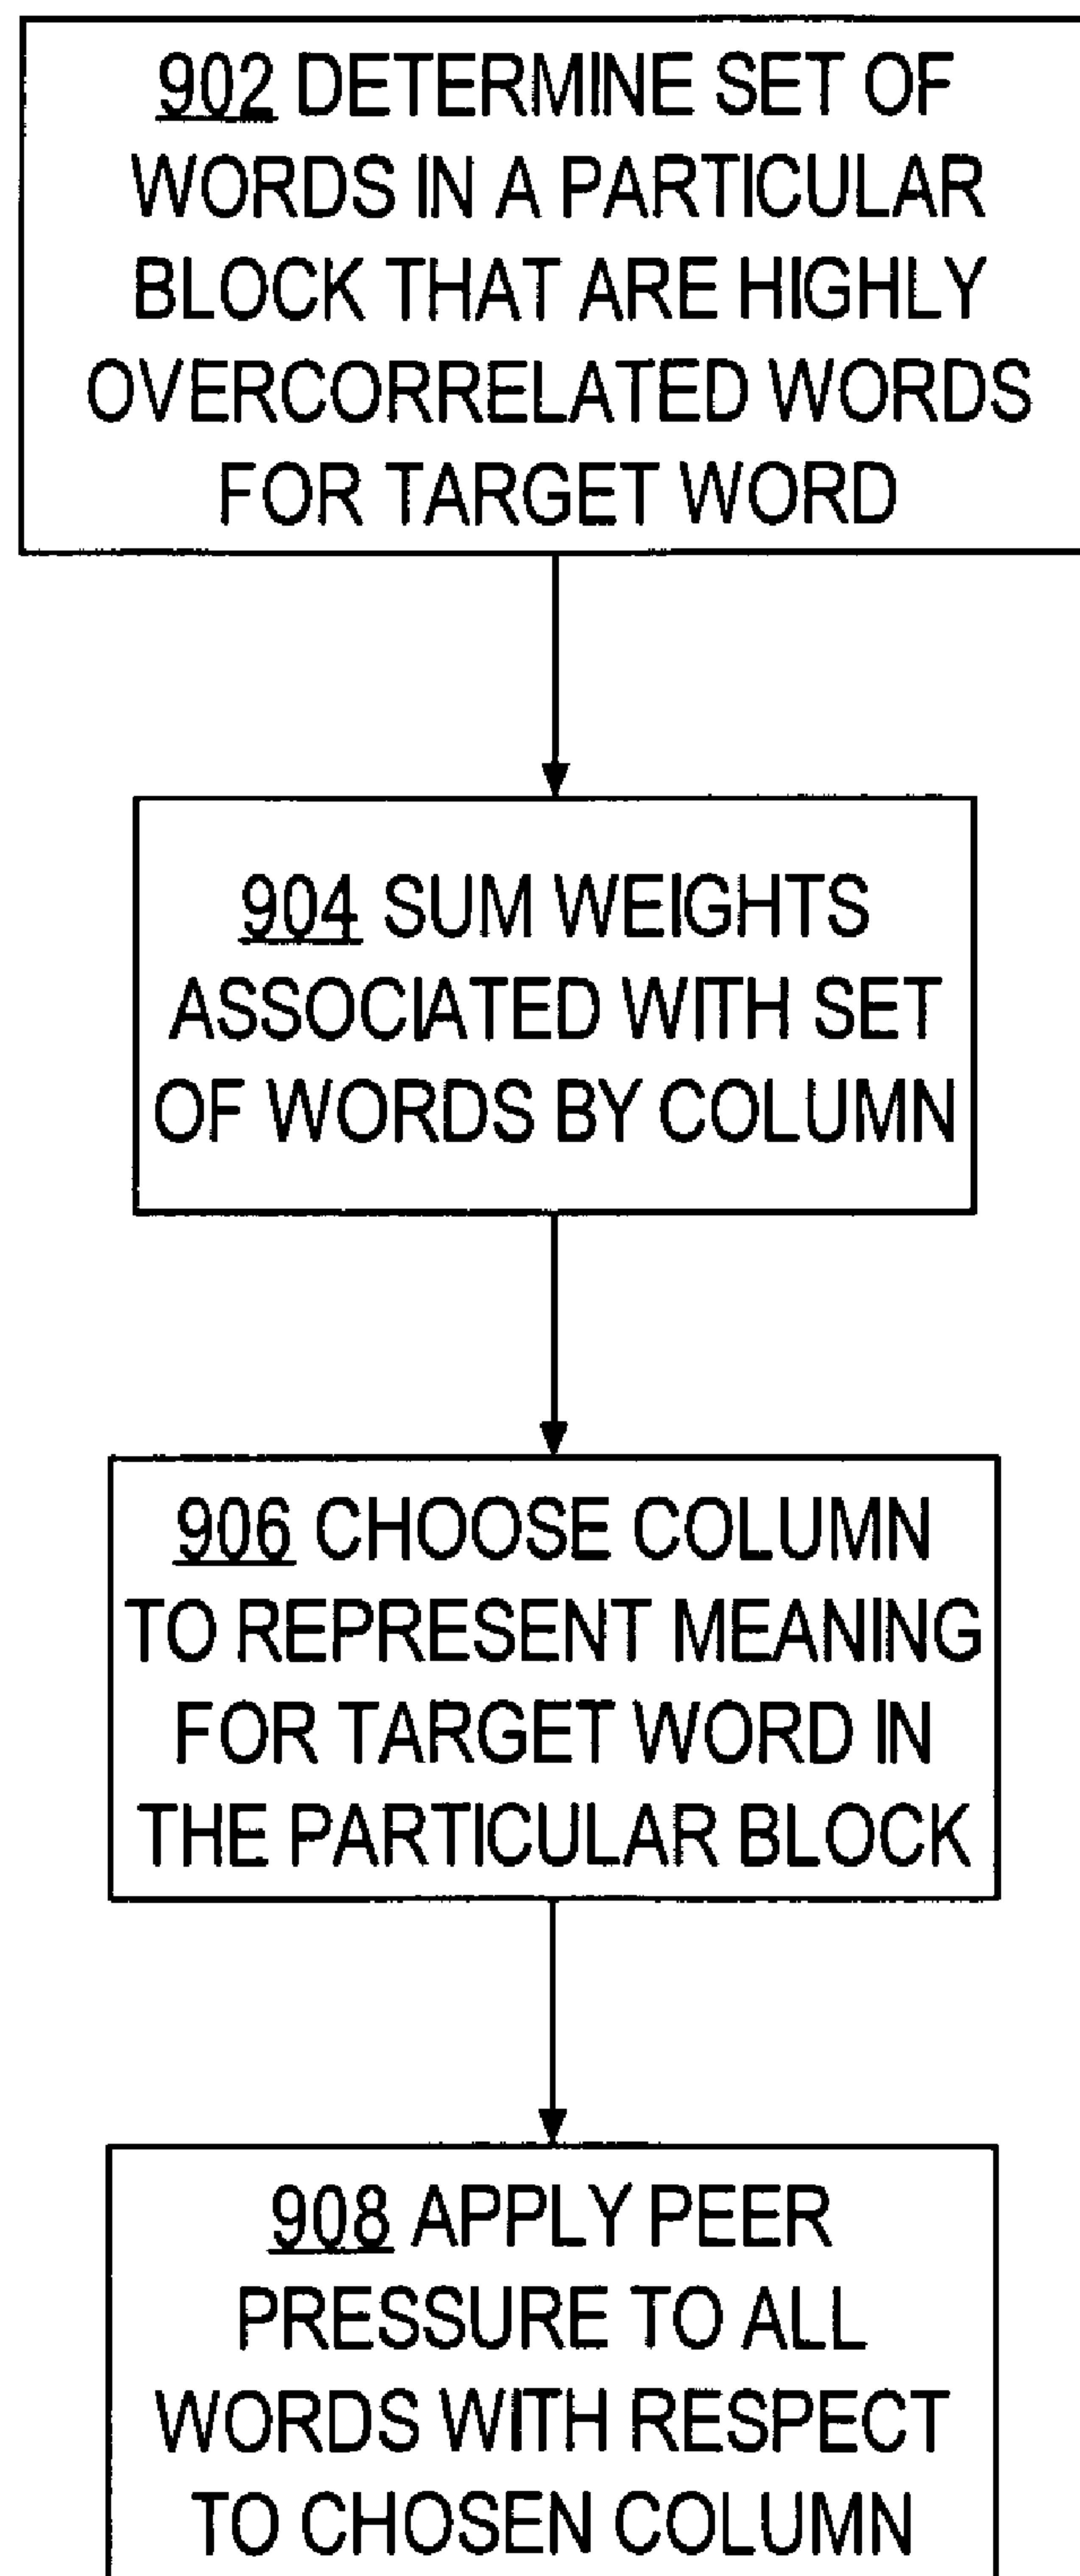 902 DETERMINE SET OF
WORDS IN A PARTICULAR
BLOCK THAT ARE HIGHLY
OVERCORRELATED WORDS
FOR TARGET WORD
904 SUM WEIGHTS
ASSOCIATED WITH SET
OF WORDS BY COLUMN
906 CHOOSE COLUMN
TO REPRESENT MEANING
FOR TARGET WORD IN
THE PARTICULAR BLOCK
908 APPLY PEER
PRESSURE TO ALL
WORDS WITH RESPECT
TO CHOSEN COLUMN